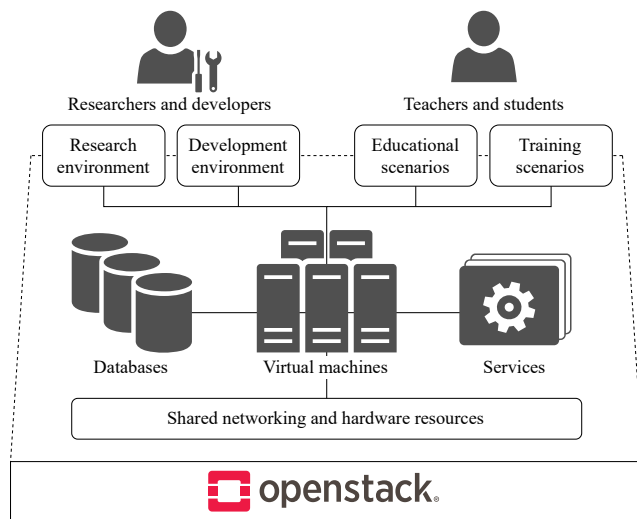 Researchers and developers
Teachers and students
Research
environment
Development
environment
Educational
scenarios
Training
scenarios
Databases
Virtual machines
Services
Shared networking and hardware resources
openstack®